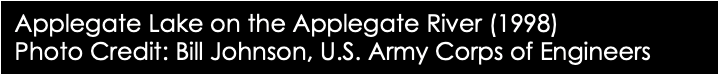 Applegate Lake on the Applegate River (1998)
Photo Credit: Bill Johnson, U.S. Army Corps of Engineers